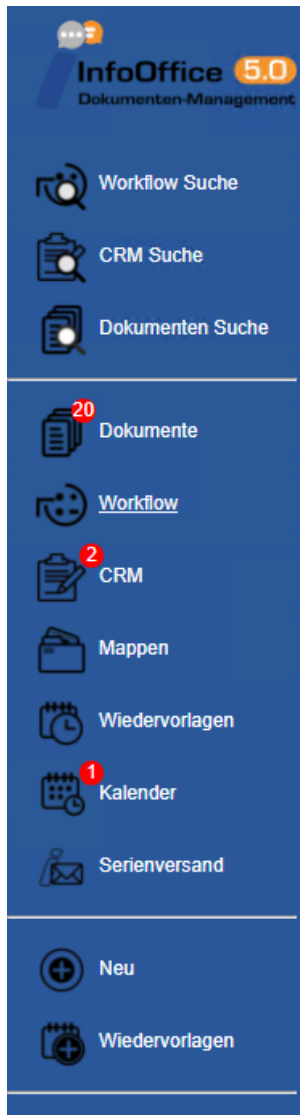 InfoOffice 5.0
Dokumenten-Management
Workflow Suche
CRM Suche
Dokumenten Suche
20
Dokumente
Workflow
2
CRM
Mappen
Wiedervorlagen
1
Kalender
Serienversand
Neu
Wiedervorlagen